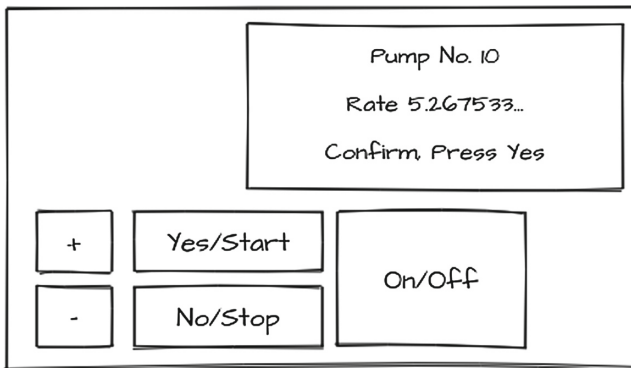 Pump No. 10
Rate 5.267533...
Confirm, Press Yes
+
Yes/Start
On/Off
-
No/Stop